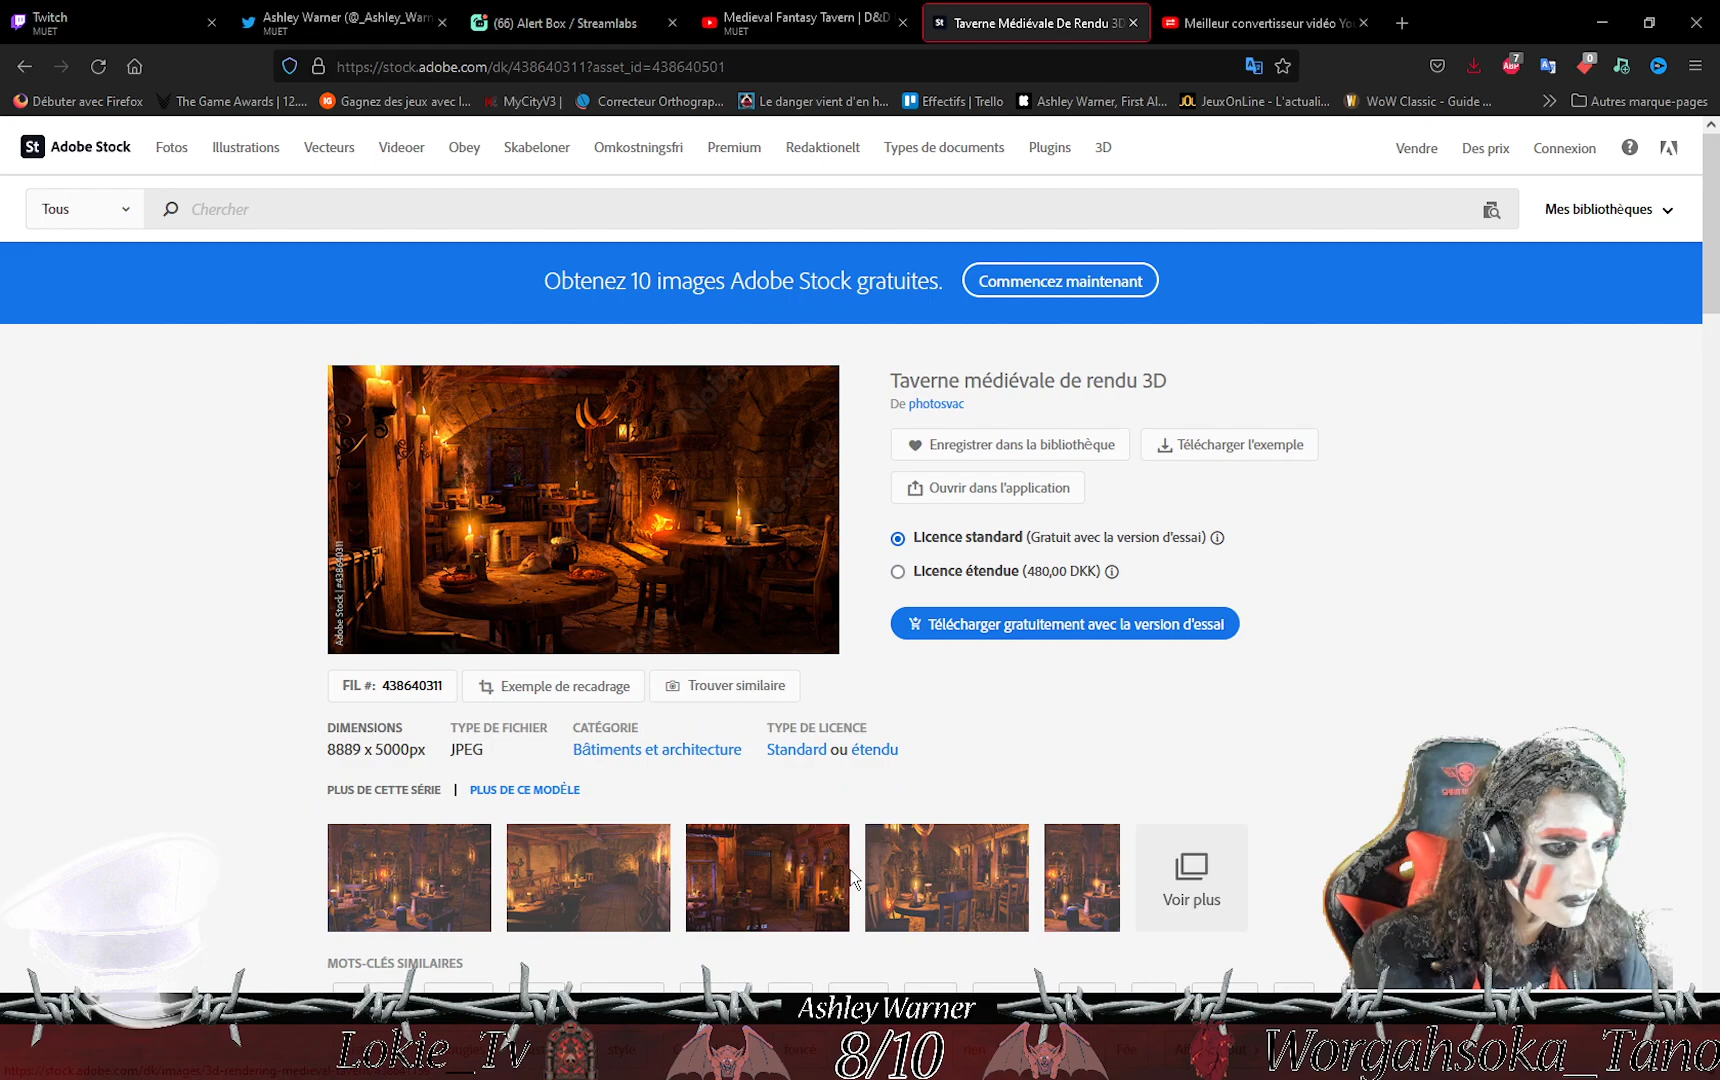 Twitch
MUET
Ashley Warner (@_Ashley_Warn
MUET
(66) Alert Box / Streamlabs
Medieval Fantasy Tavern | D&D
MUET
Taverne Médiévale De Rendu 3D
Meilleur convertisseur vidéo You
https://stock.adobe.com/dk/438640311?asset_id=438640501
7
0
Débuter avec Firefox
The Game Awards | 12....
Gagnez des jeux avec l...
MyCityV3 |
Correcteur Orthograp...
Le danger vient d'en h...
Effectifs | Trello
Ashley Warner, First Al...
JeuxOnLine - L'actuali...
WoW Classic - Guide ...
Autres marque-pages
St Adobe Stock
Fotos
Illustrations
Vecteurs
Videoer
Obey
Skabeloner
Omkostningsfri
Premium
Redaktionelt
Types de documents
Plugins
3D
Vendre
Des prix
Connexion
Tous
Chercher
Mes bibliothèques
Obtenez 10 images Adobe Stock gratuites.
Commencez maintenant
Taverne médiévale de rendu 3D
De photosvac
Enregistrer dans la bibliothèque
Télécharger l'exemple
Ouvrir dans l'application
Licence standard (Gratuit avec la version d'essai)
Licence étendue (480,00 DKK)
Télécharger gratuitement avec la version d'essai
Adobe Stock | #438640311
FIL #: 438640311
Exemple de recadrage
Trouver similaire
DIMENSIONS
TYPE DE FICHIER
CATÉGORIE
TYPE DE LICENCE
8889 x 5000px
JPEG
Bâtiments et architecture
Standard ou étendu
PLUS DE CETTE SÉRIE | PLUS DE CE MODÈLE
Voir plus
MOTS-CLÉS SIMILAIRES
Ashley Warner
Lokie_Tv
style
8/10
Worgahsoka_Tano